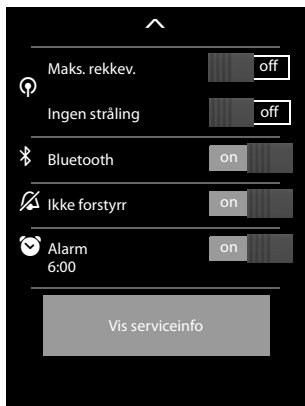 Maks. rekkev. off
Ingen stråling off
Bluetooth on
Ikke forstyrr on
Alarm on
6:00
Vis serviceinfo